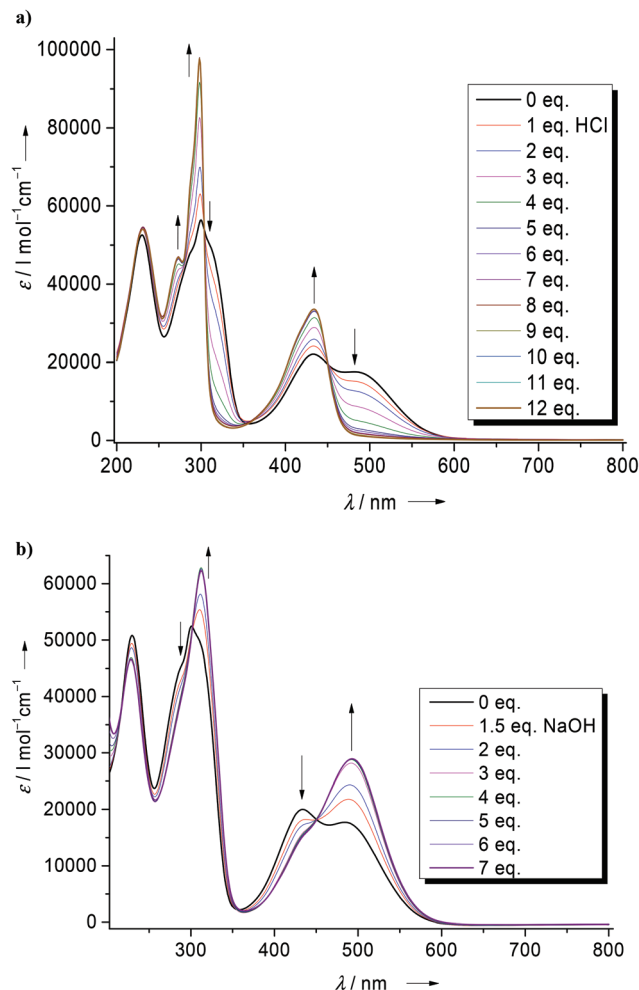 a)
100000
80000
60000
40000
20000
0
ε / l mol⁻¹cm⁻¹
200 300 400 500 600 700 800
λ / nm
0 eq.
1 eq. HCl
2 eq.
3 eq.
4 eq.
5 eq.
6 eq.
7 eq.
8 eq.
9 eq.
10 eq.
11 eq.
12 eq.
b)
60000
50000
40000
30000
20000
10000
0
ε / l mol⁻¹cm⁻¹
300 400 500 600 700 800
λ / nm
0 eq.
1.5 eq. NaOH
2 eq.
3 eq.
4 eq.
5 eq.
6 eq.
7 eq.